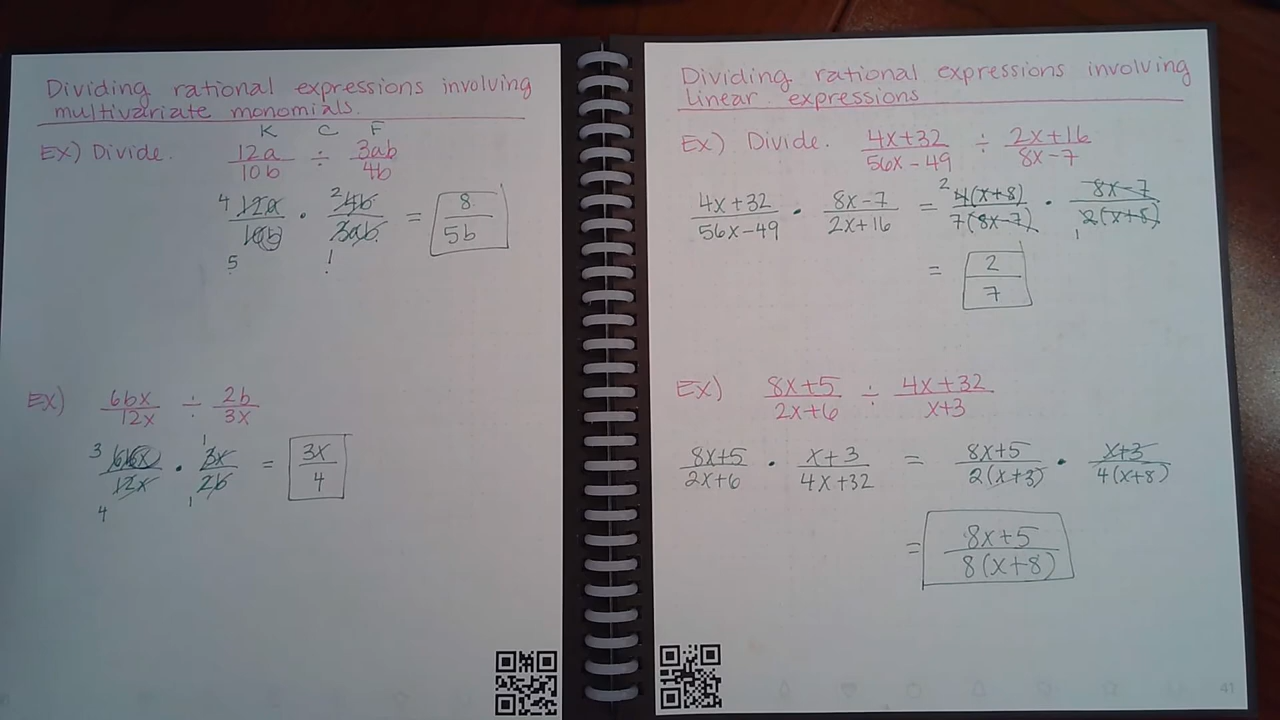 Dividing rational expressions involving
multivariate monomials.
K C F
Ex) Divide. 12a/10b ÷ 3ab/4b
4 12a/10b 5 · 2 4b/3ab 1 = 8/5b
Ex) 6bx/12x ÷ 2b/3x
3 6bx/12x 4 · 1 3x/2b 1 = 3x/4
Dividing rational expressions involving
linear expressions
Ex) Divide. 4x+32/56x-49 ÷ 2x+16/8x-7
4x+32/56x-49 · 8x-7/2x+16 = 2 4(x+8)/7(8x-7) · 8x-7/2(x+8) 1
= 2/7
Ex) 8x+5/2x+6 ÷ 4x+32/x+3
8x+5/2x+6 · x+3/4x+32 = 8x+5/2(x+3) · x+3/4(x+8)
= 8x+5/8(x+8)
41